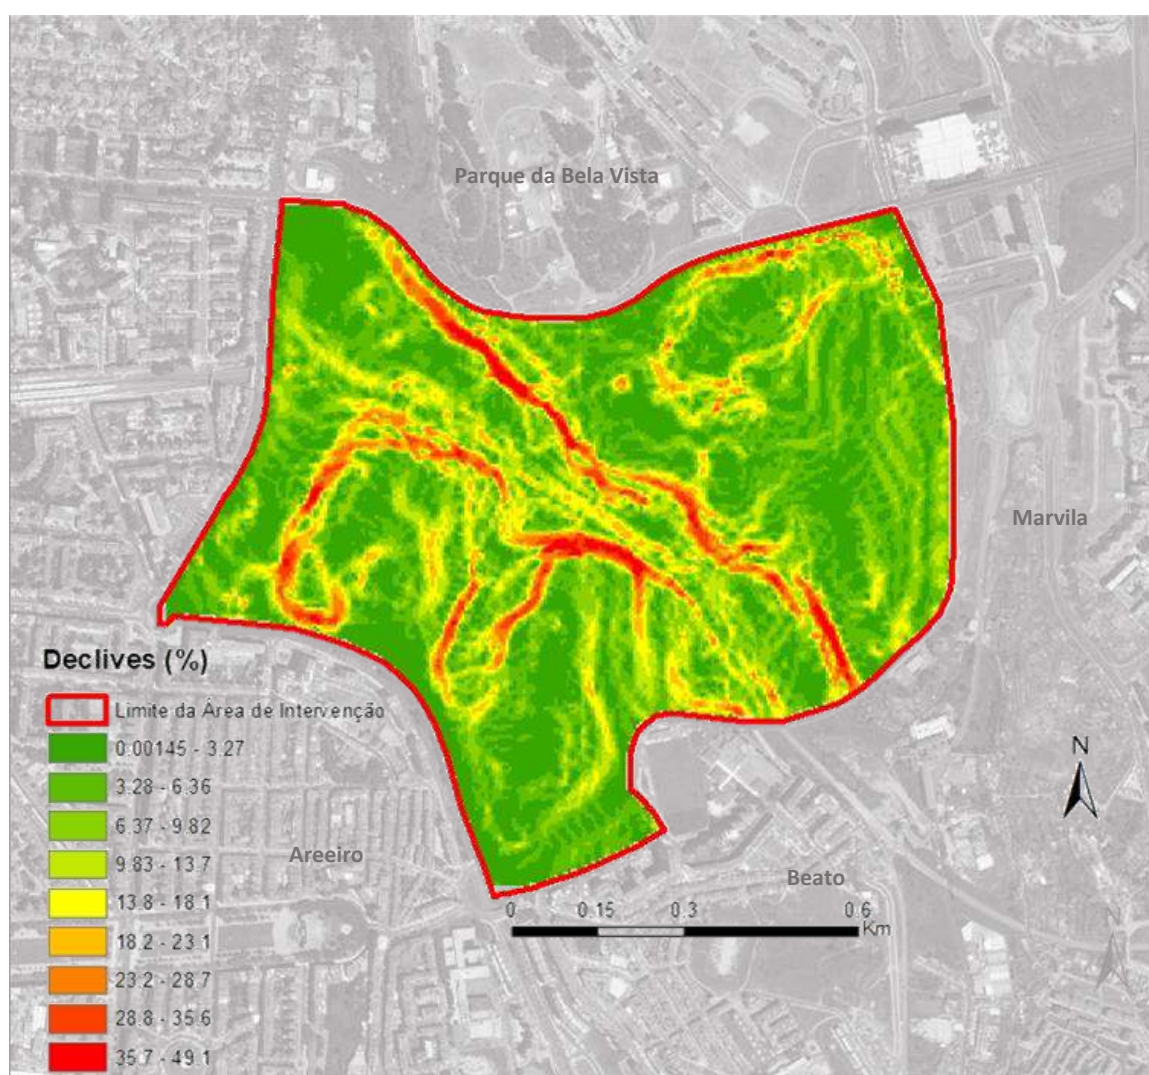 Parque da Bela Vista
Marvila
Declives (%)
Limite da Área de Intervenção
0.00145 - 3.27
3.28 - 6.36
6.37 - 9.82
9.83 - 13.7
13.8 - 18.1
18.2 - 23.1
23.2 - 28.7
28.8 - 35.6
35.7 - 49.1
Areeiro
Beato
N
0 0.15 0.3 0.6
Km
N